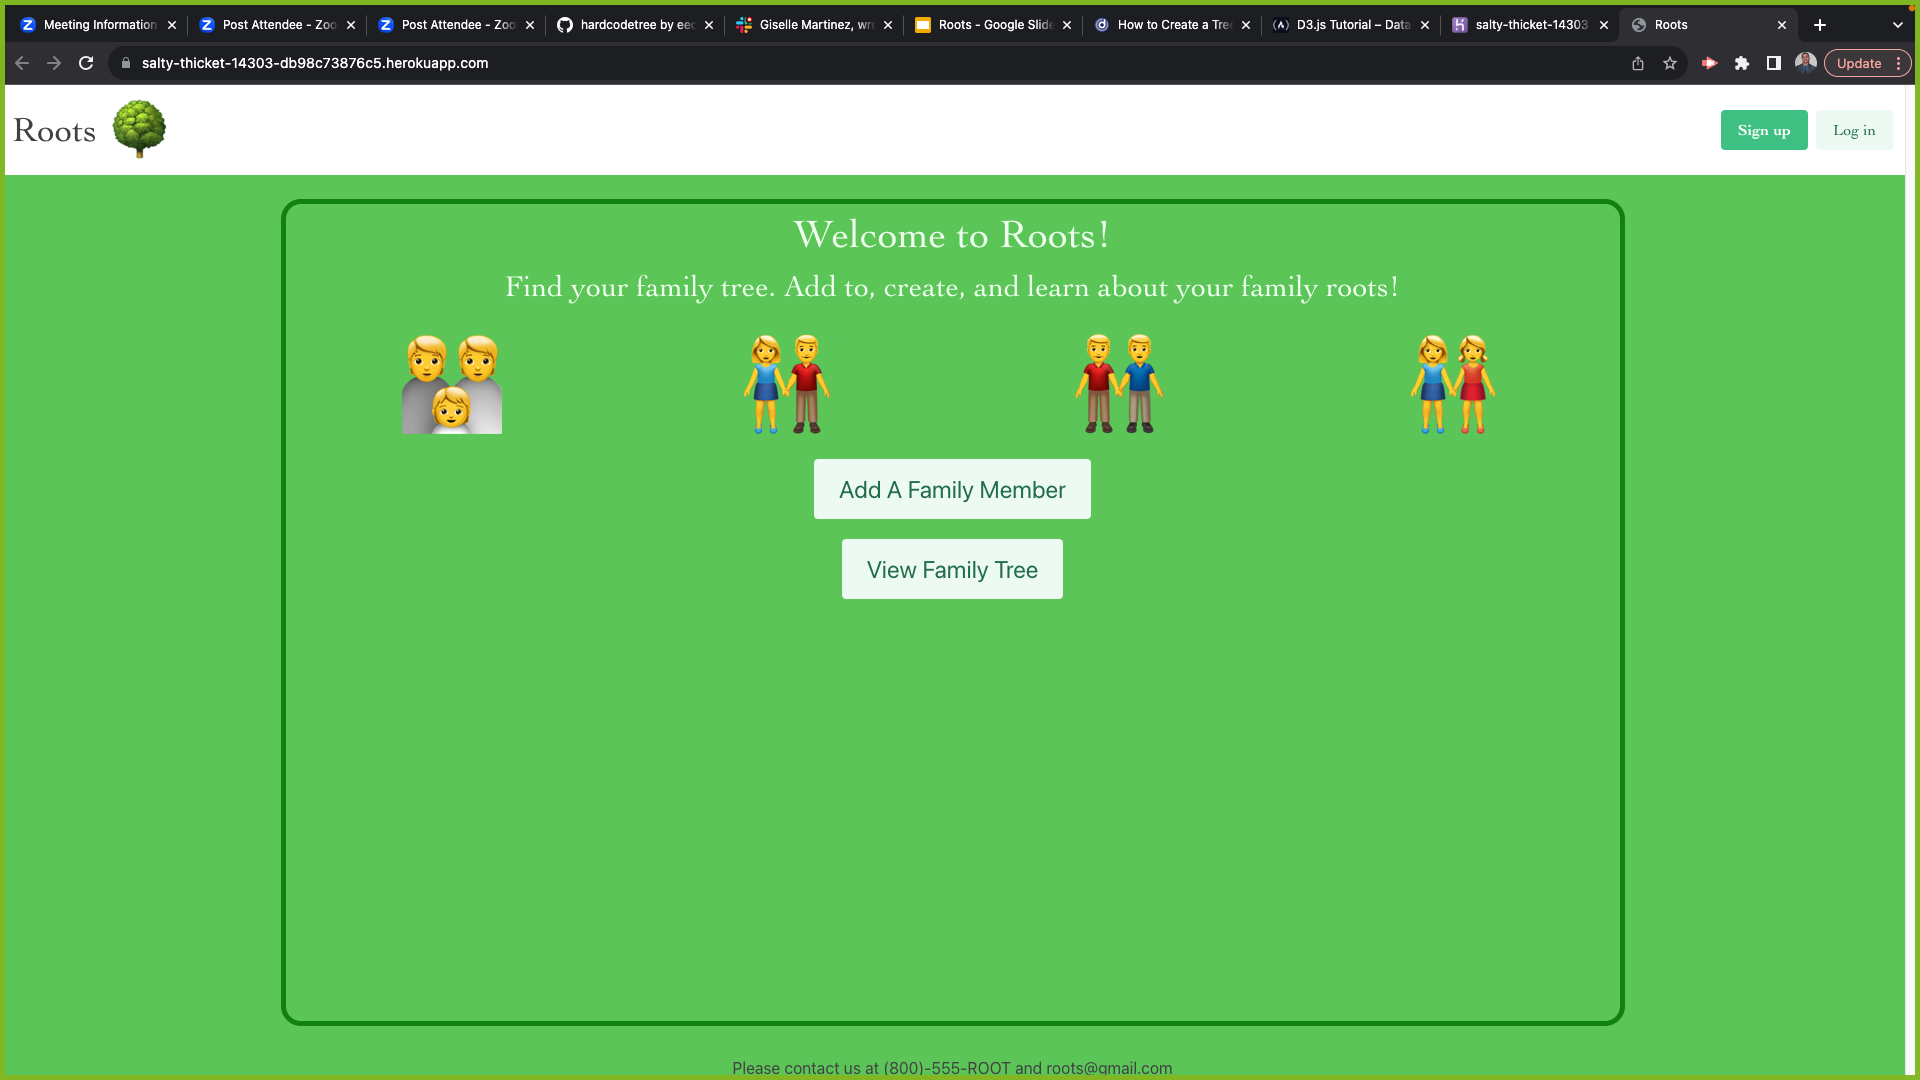 Meeting Information
Post Attendee - Zoo
Post Attendee - Zoo
hardcodetree by eec
Giselle Martinez, wre
Roots - Google Slide
How to Create a Tree
D3.js Tutorial – Data
salty-thicket-14303
Roots
salty-thicket-14303-db98c73876c5.herokuapp.com
Update
Roots
Sign up
Log in
Welcome to Roots!
Find your family tree. Add to, create, and learn about your family roots!
Add A Family Member
View Family Tree
Please contact us at (800)-555-ROOT and roots@gmail.com